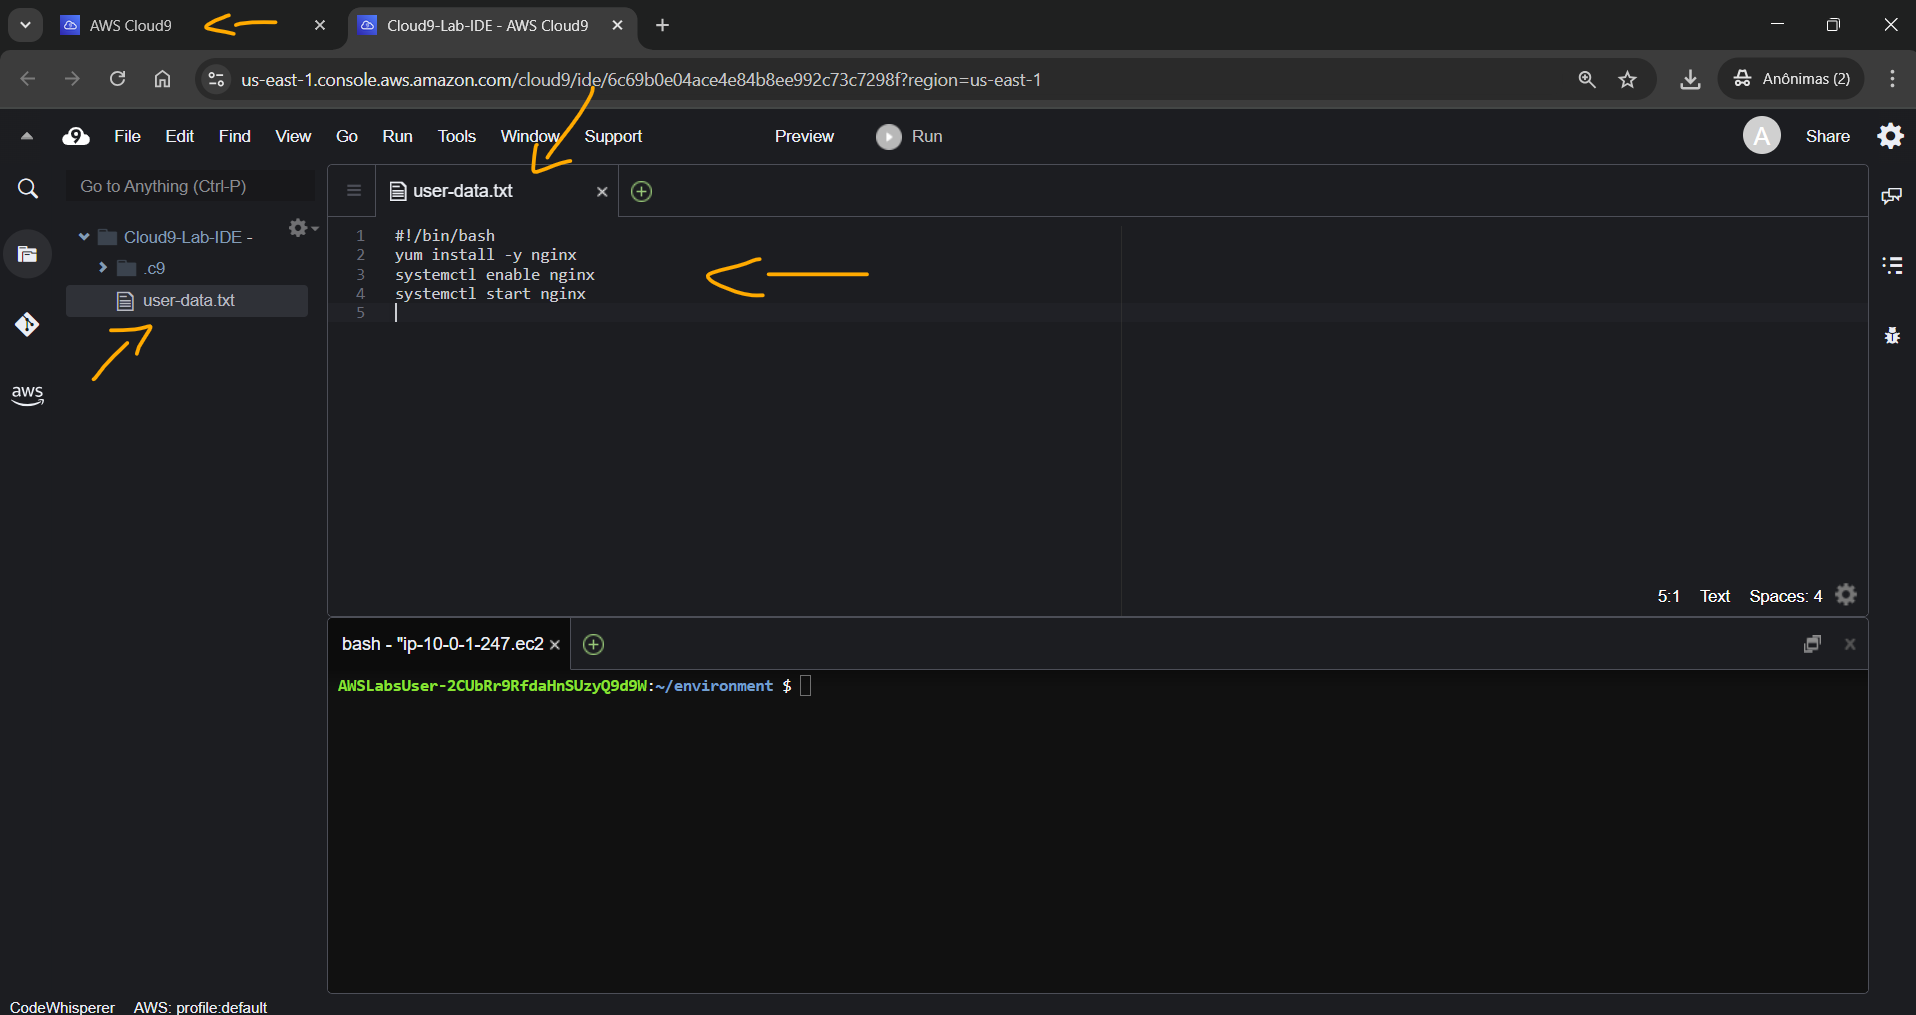 AWS Cloud9
Cloud9-Lab-IDE - AWS Cloud9
us-east-1.console.aws.amazon.com/cloud9/ide/6c69b0e04ace4e84b8ee992c73c7298f?region=us-east-1
Anônimas (2)
9 File Edit Find View Go Run Tools Window Support Preview Run A Share
Go to Anything (Ctrl-P)
user-data.txt
Cloud9-Lab-IDE -
.c9
user-data.txt
aws
1 #!/bin/bash
2 yum install -y nginx
3 systemctl enable nginx
4 systemctl start nginx
5
5:1 Text Spaces: 4
bash - "ip-10-0-1-247.ec2
AWSLabsUser-2CUbRr9RfdaHnSUzyQ9d9W:~/environment $
CodeWhisperer AWS: profile:default